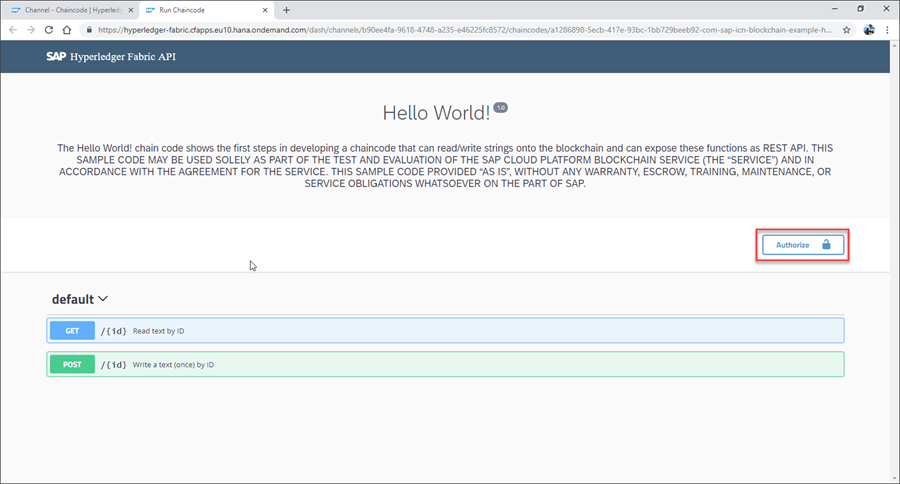 Channel - Chaincode | Hyperledg
Run Chaincode
https://hyperledger-fabric.cfapps.eu10.hana.ondemand.com/dash/channels/b90ee4fa-9618-4748-a235-e46225fc8572/chaincodes/a1286898-5ecb-417e-93bc-1bb729beeb92-com-sap-icn-blockchain-example-h...
SAP Hyperledger Fabric API
Hello World! 1.0
The Hello World! chain code shows the first steps in developing a chaincode that can read/write strings onto the blockchain and can expose these functions as REST API. THIS
SAMPLE CODE MAY BE USED SOLELY AS PART OF THE TEST AND EVALUATION OF THE SAP CLOUD PLATFORM BLOCKCHAIN SERVICE (THE “SERVICE”) AND IN
ACCORDANCE WITH THE AGREEMENT FOR THE SERVICE. THIS SAMPLE CODE PROVIDED “AS IS”, WITHOUT ANY WARRANTY, ESCROW, TRAINING, MAINTENANCE, OR
SERVICE OBLIGATIONS WHATSOEVER ON THE PART OF SAP.
Authorize
default
GET /{id} Read text by ID
POST /{id} Write a text (once) by ID